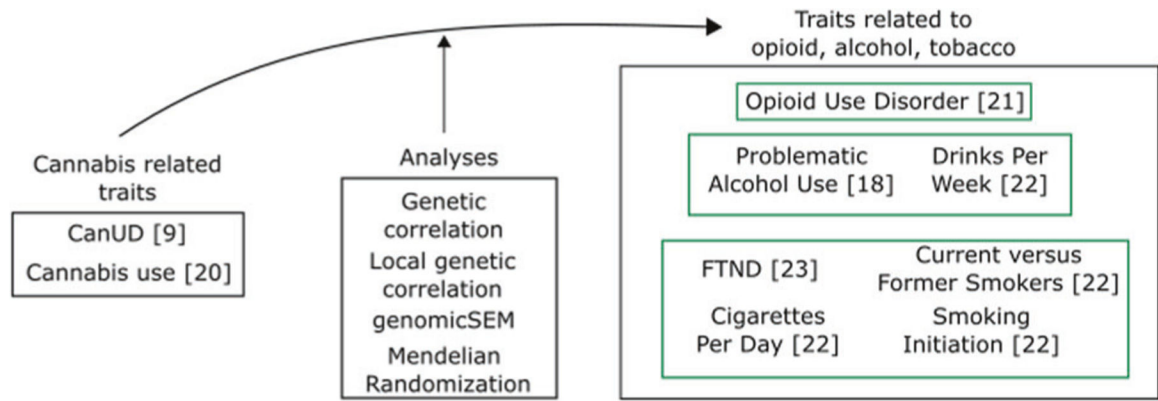 Traits related to
opioid, alcohol, tobacco
Opioid Use Disorder [21]
Problematic
Alcohol Use [18]
Drinks Per
Week [22]
FTND [23]
Current versus
Former Smokers [22]
Cigarettes
Per Day [22]
Smoking
Initiation [22]
Cannabis related
traits
CanUD [9]
Cannabis use [20]
Analyses
Genetic
correlation
Local genetic
correlation
genomicSEM
Mendelian
Randomization